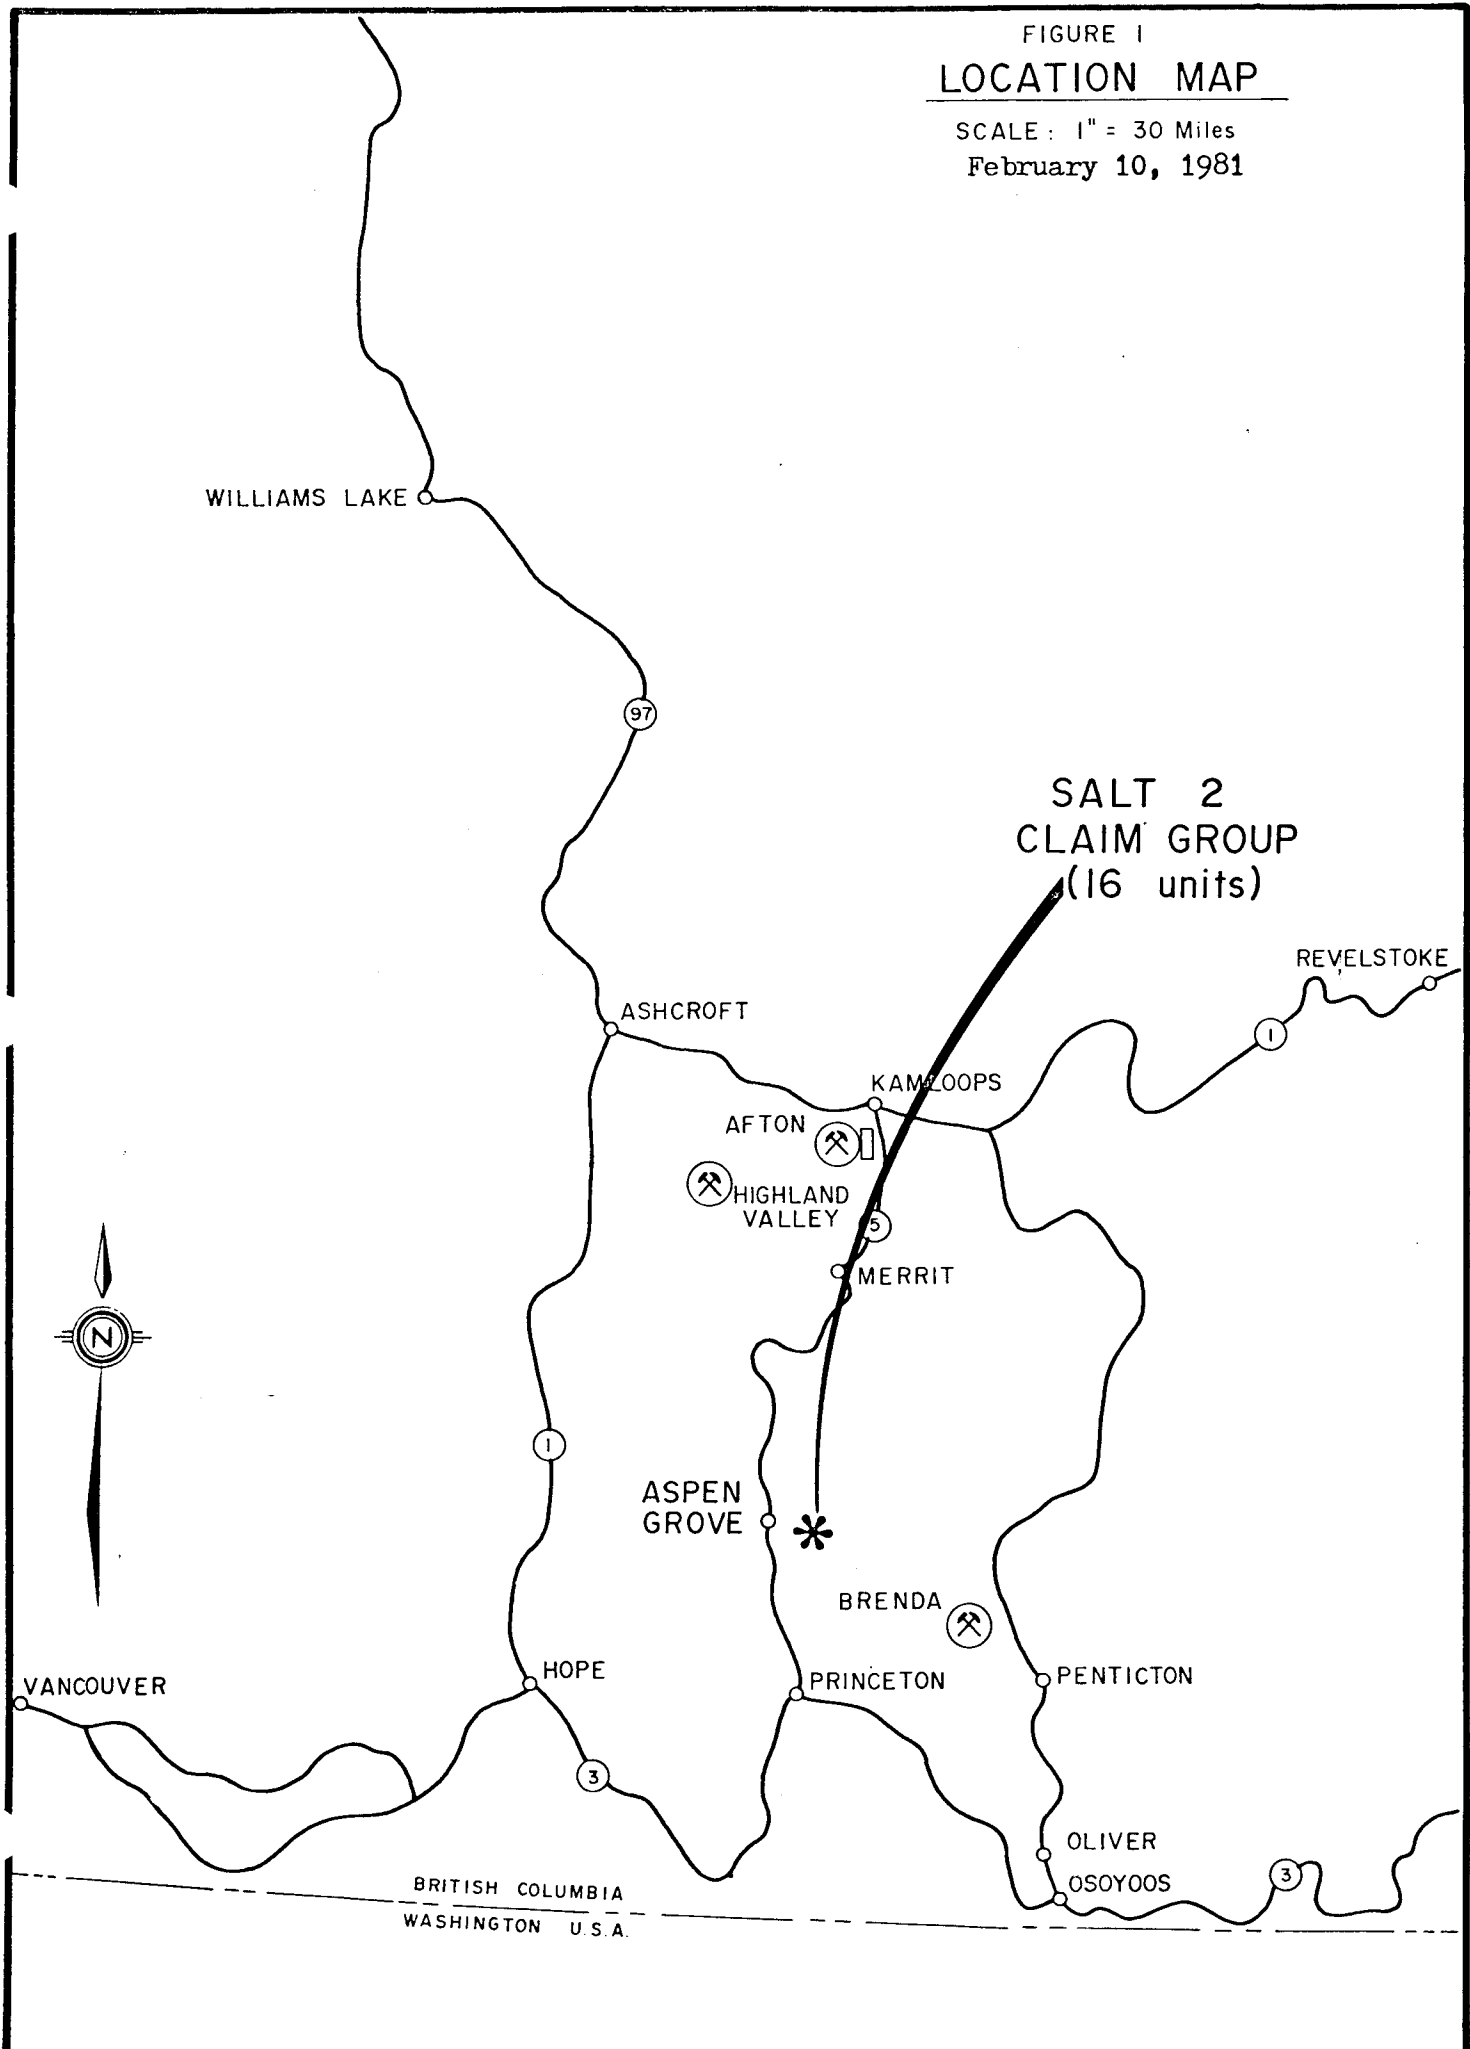 FIGURE 1
LOCATION MAP
SCALE: 1" = 30 Miles
February 10, 1981
WILLIAMS LAKE
97
SALT 2
CLAIM GROUP
(16 units)
REVELSTOKE
ASHCROFT
1
KAMLOOPS
AFTON
HIGHLAND
VALLEY
5
MERRIT
N
1
ASPEN
GROVE
BRENDA
HOPE
PENTICTON
VANCOUVER
PRINCETON
3
OLIVER
3
OSOYOOS
BRITISH COLUMBIA
WASHINGTON U.S.A.